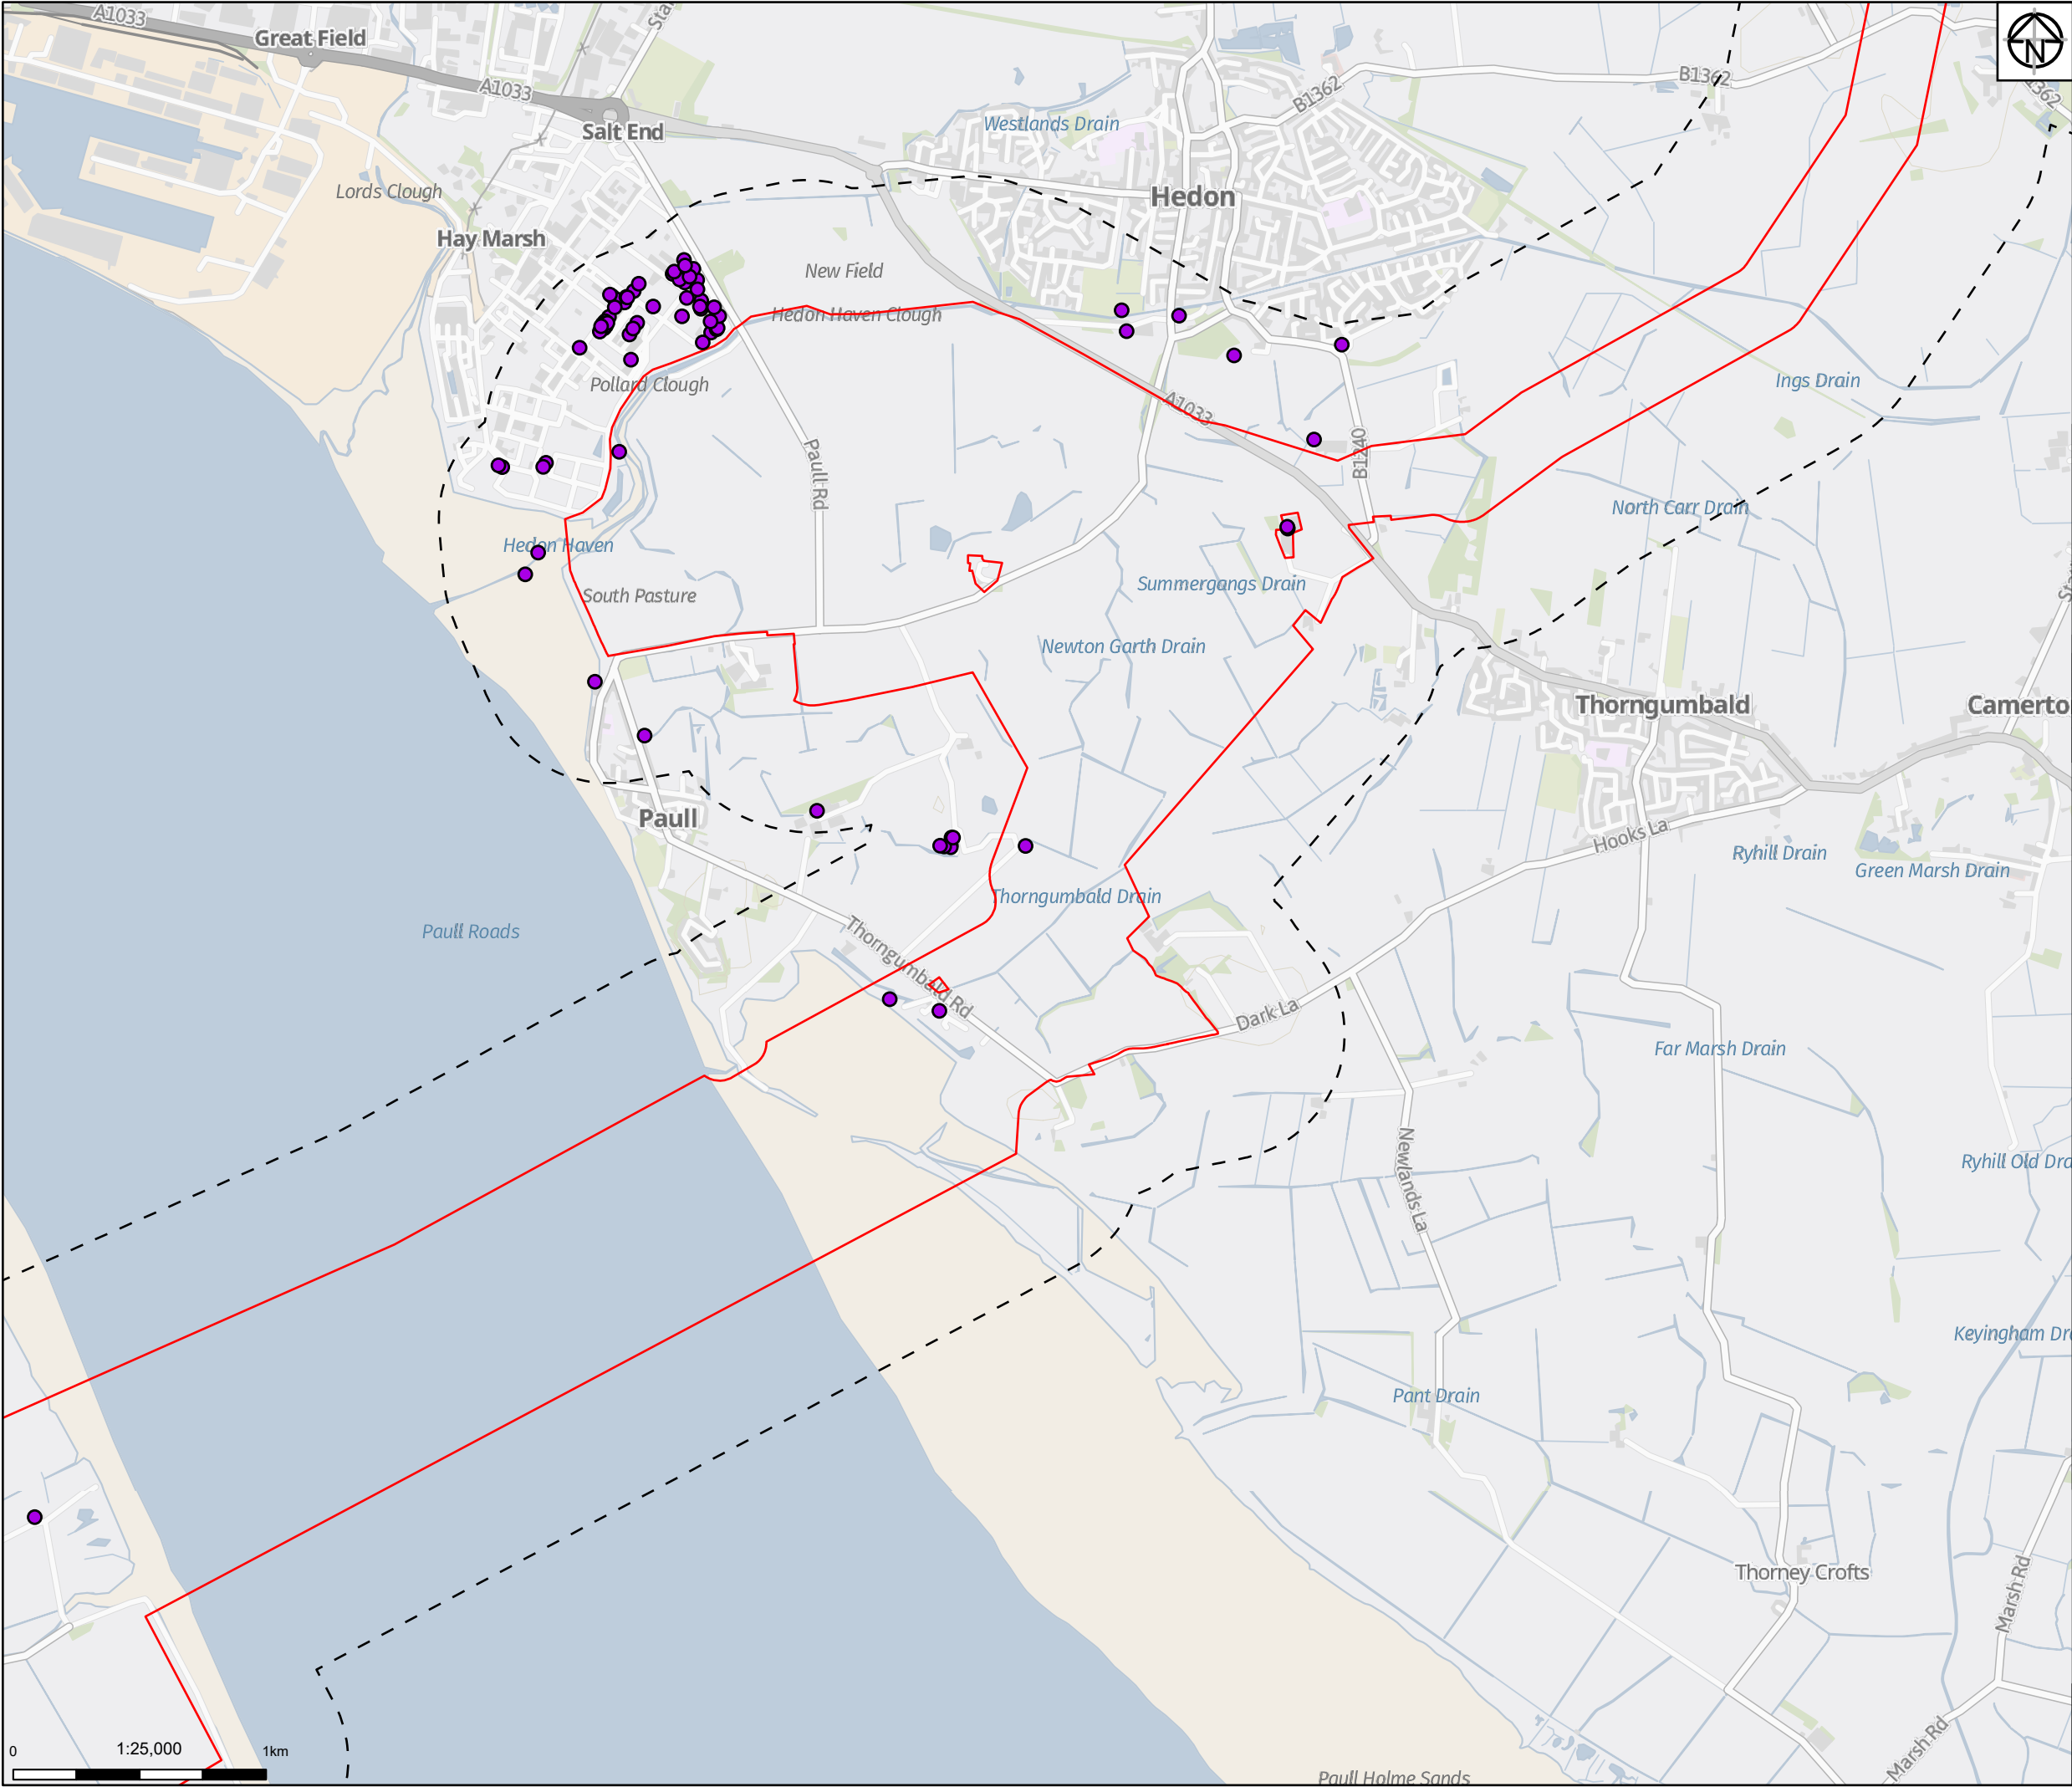 A1033
Great Field
Sta
A1033
B1362
B1362
1362
N
Salt End
Westlands Drain
Lords Clough
Hedon
Hay Marsh
New Field
Hedon Haven Clough
Pollard Clough
Ings Drain
A1033
B1240
Paull Rd
North Carr Drain
Hedon Haven
Summergangs Drain
South Pasture
Newton Garth Drain
Thorngumbald
Camerto
Paull
Hooks La
Ryhill Drain
Green Marsh Drain
Thorngumbald Drain
Paull Roads
Thorngumbald Rd
Dark La
Far Marsh Drain
Newlands La
Ryhill Old Dra
Keyingham Dr
Pant Drain
Thorney Crofts
Marsh Rd
Marsh Rd
0 1:25,000 1km
Paull Holme Sands